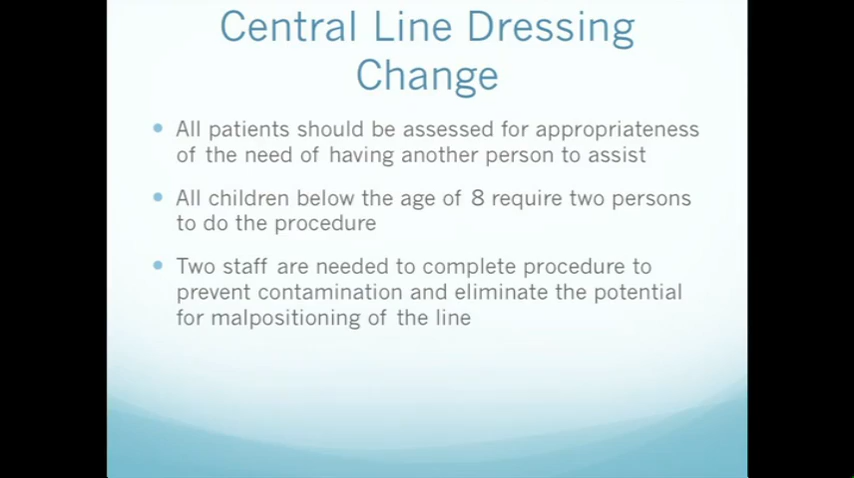 Central Line Dressing
Change
• All patients should be assessed for appropriateness
of the need of having another person to assist
• All children below the age of 8 require two persons
to do the procedure
• Two staff are needed to complete procedure to
prevent contamination and eliminate the potential
for malpositioning of the line